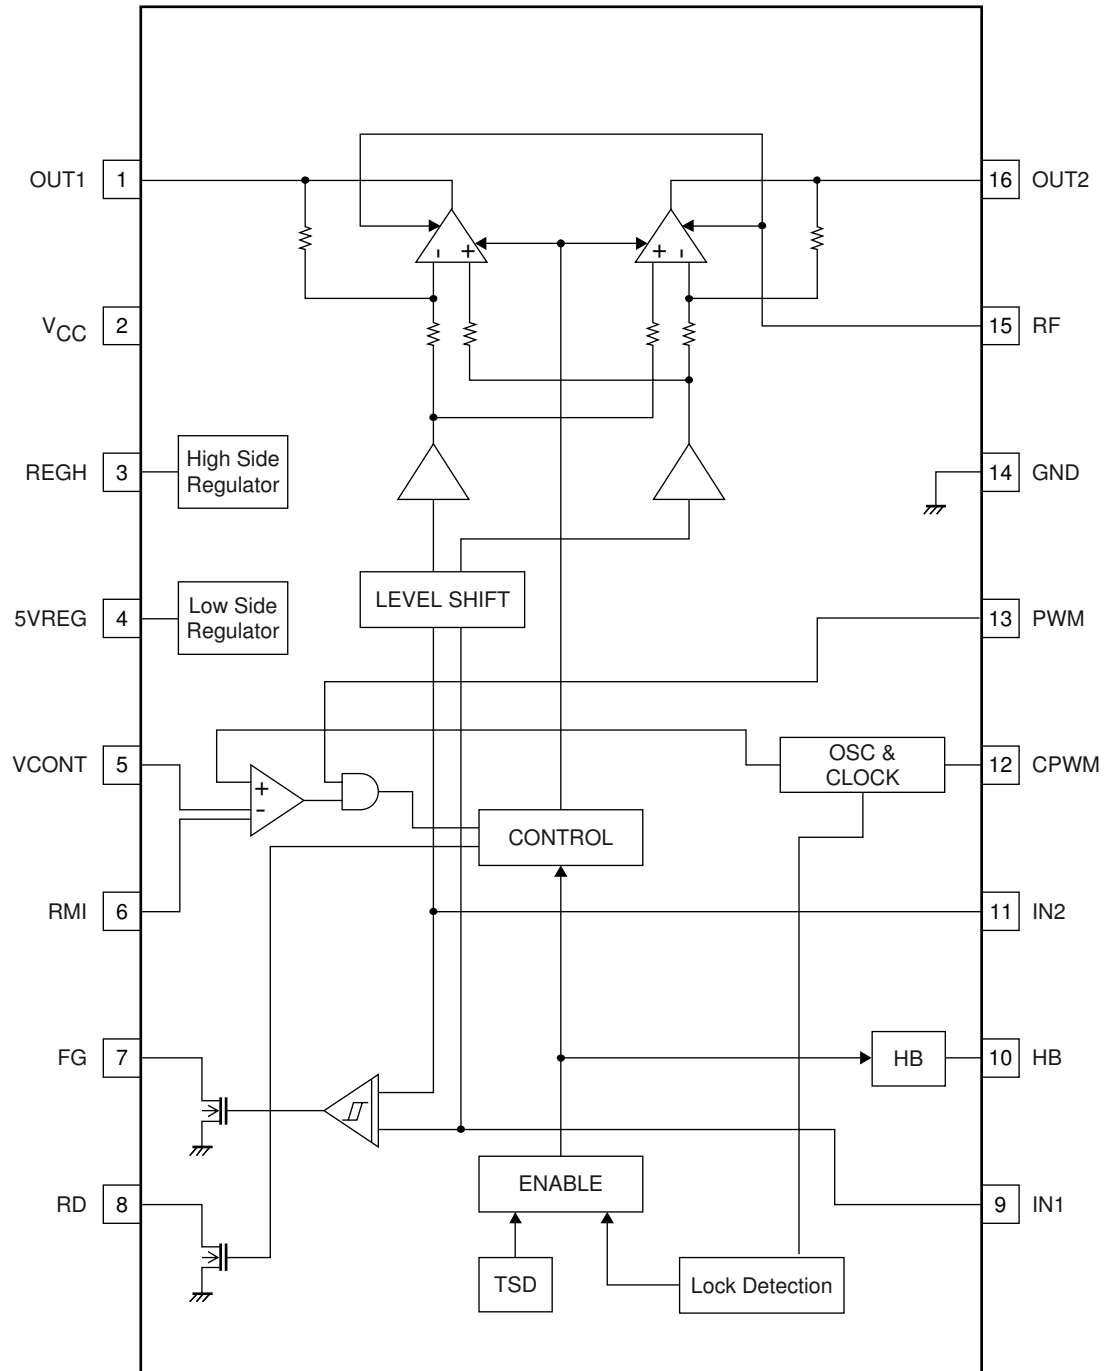 OUT1 1
16 OUT2
- +
+ -
VCC 2
15 RF
REGH 3
High Side
Regulator
14 GND
5VREG 4
Low Side
Regulator
LEVEL SHIFT
13 PWM
VCONT 5
+
-
OSC &
CLOCK
12 CPWM
CONTROL
RMI 6
11 IN2
FG 7
HB
10 HB
RD 8
ENABLE
9 IN1
TSD
Lock Detection